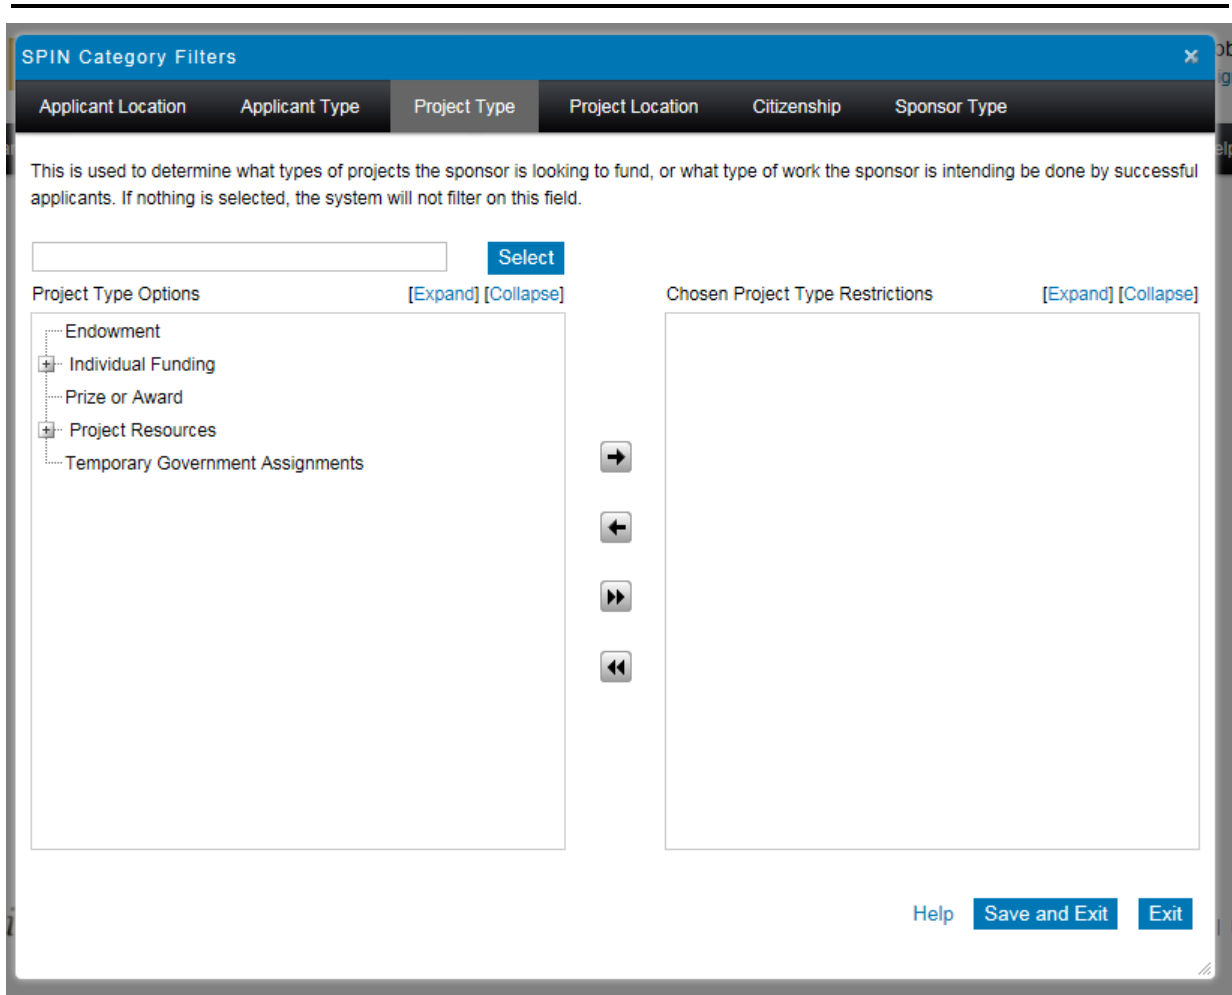 SPIN Category Filters
Applicant Location Applicant Type Project Type Project Location Citizenship Sponsor Type
This is used to determine what types of projects the sponsor is looking to fund, or what type of work the sponsor is intending be done by successful
applicants. If nothing is selected, the system will not filter on this field.
Select
Project Type Options [Expand] [Collapse] Chosen Project Type Restrictions [Expand] [Collapse]
Endowment
Individual Funding
Prize or Award
Project Resources
Temporary Government Assignments
Help Save and Exit Exit